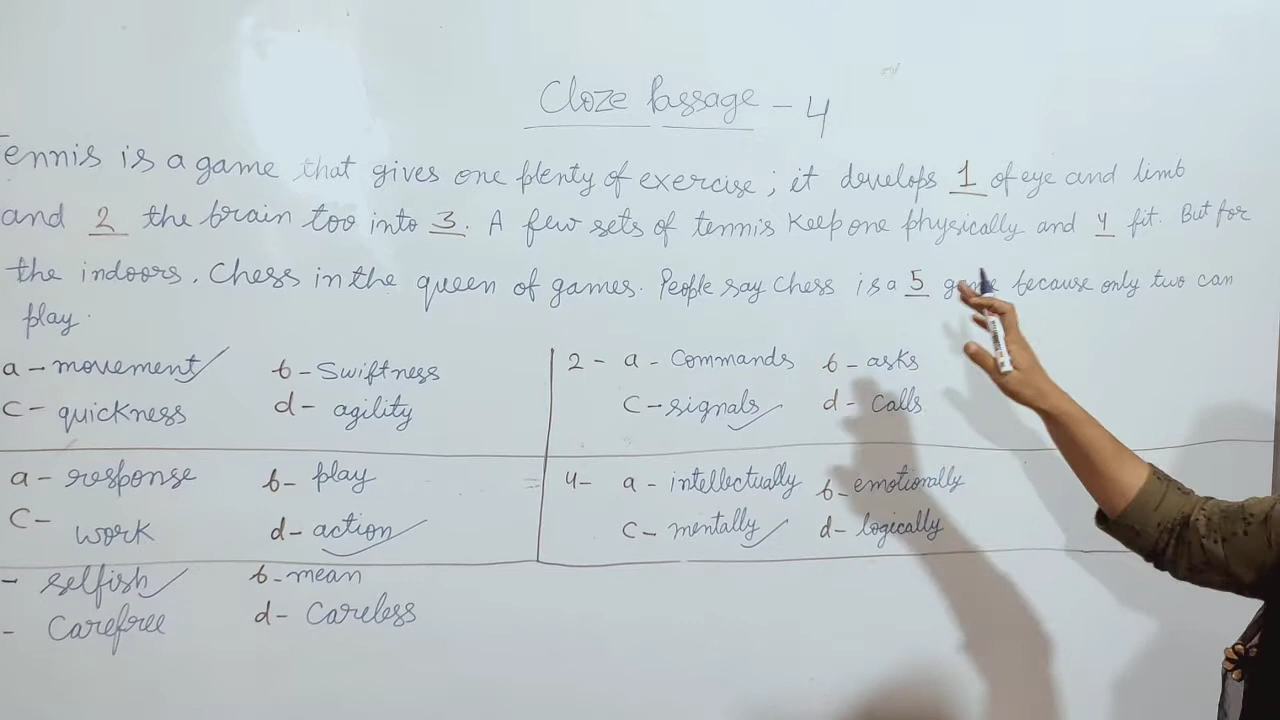 Cloze Passage - 4
Tennis is a game that gives one plenty of exercise; it develops 1 of eye and limb
and 2 the brain too into 3. A few sets of tennis keep one physically and 4 fit. But for
the indoors, Chess in the queen of games. People say Chess is a 5 game because only two can
play.
a - movement b - Swiftness
c - quickness d - agility
2 - a - Commands b - asks
c - signals d - Calls
a - response b - play
c - work d - action
4 - a - intellectually b - emotionally
c - mentally d - logically
- selfish b - mean
- Carefree d - Careless